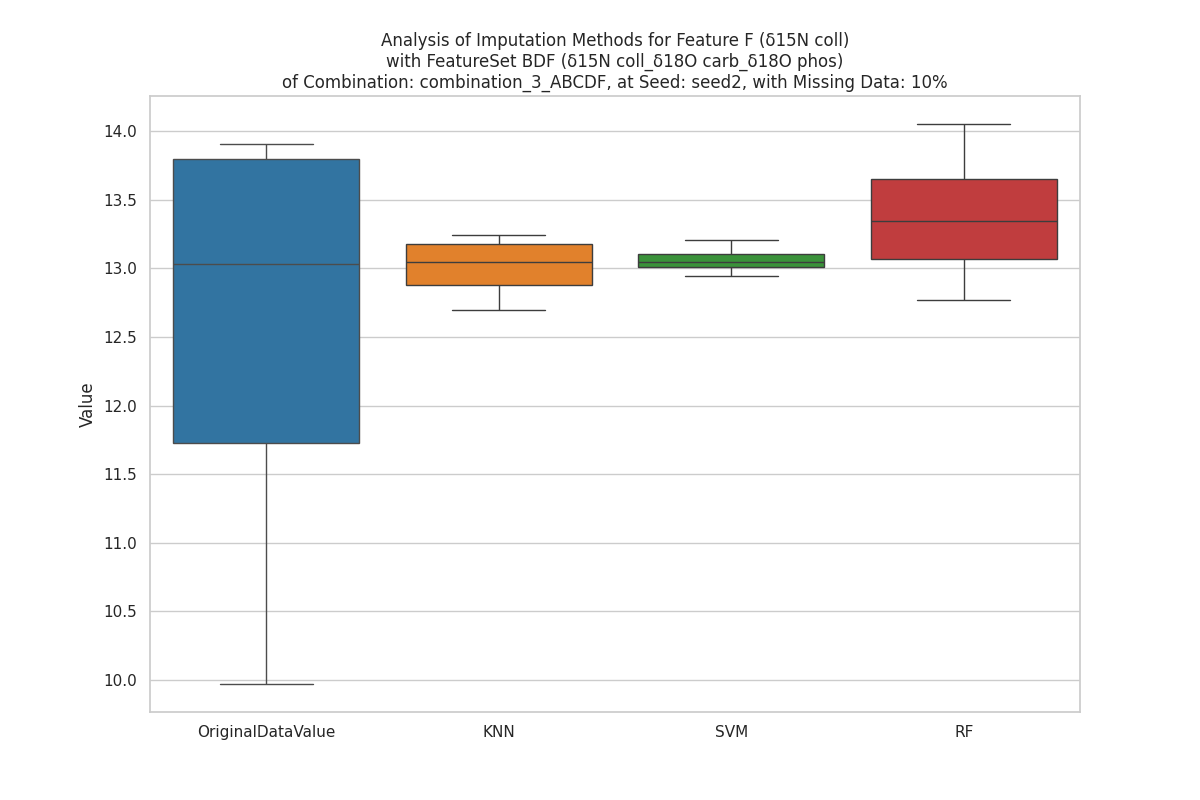 Analysis of Imputation Methods for Feature F (δ15N coll)
with FeatureSet BDF (δ15N coll_δ18O carb_δ18O phos)
of Combination: combination_3_ABCDF, at Seed: seed2, with Missing Data: 10%
14.0
13.5
13.0
12.5
12.0
11.5
11.0
10.5
10.0
Value
OriginalDataValue KNN SVM RF